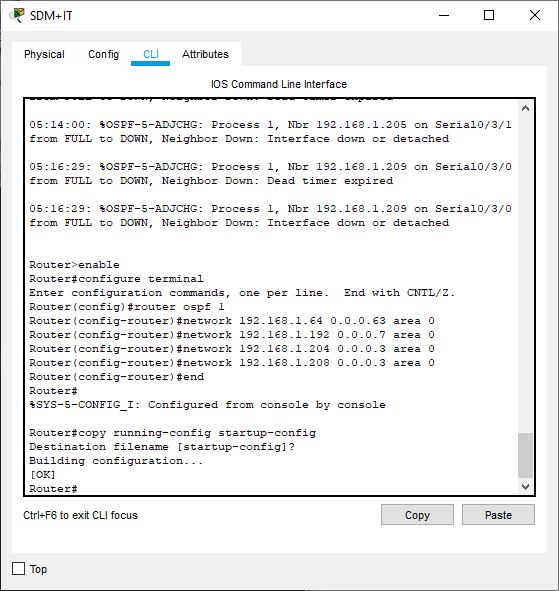 SDM+IT
Physical Config CLI Attributes
IOS Command Line Interface
05:14:00: %OSPF-5-ADJCHG: Process 1, Nbr 192.168.1.205 on Serial0/3/1
from FULL to DOWN, Neighbor Down: Interface down or detached
05:16:29: %OSPF-5-ADJCHG: Process 1, Nbr 192.168.1.209 on Serial0/3/0
from FULL to DOWN, Neighbor Down: Dead timer expired
05:16:29: %OSPF-5-ADJCHG: Process 1, Nbr 192.168.1.209 on Serial0/3/0
from FULL to DOWN, Neighbor Down: Interface down or detached
Router>enable
Router#configure terminal
Enter configuration commands, one per line.  End with CNTL/Z.
Router(config)#router ospf 1
Router(config-router)#network 192.168.1.64 0.0.0.63 area 0
Router(config-router)#network 192.168.1.192 0.0.0.7 area 0
Router(config-router)#network 192.168.1.204 0.0.0.3 area 0
Router(config-router)#network 192.168.1.208 0.0.0.3 area 0
Router(config-router)#end
Router#
%SYS-5-CONFIG_I: Configured from console by console
Router#copy running-config startup-config
Destination filename [startup-config]?
Building configuration...
[OK]
Router#
Ctrl+F6 to exit CLI focus
Copy
Paste
Top